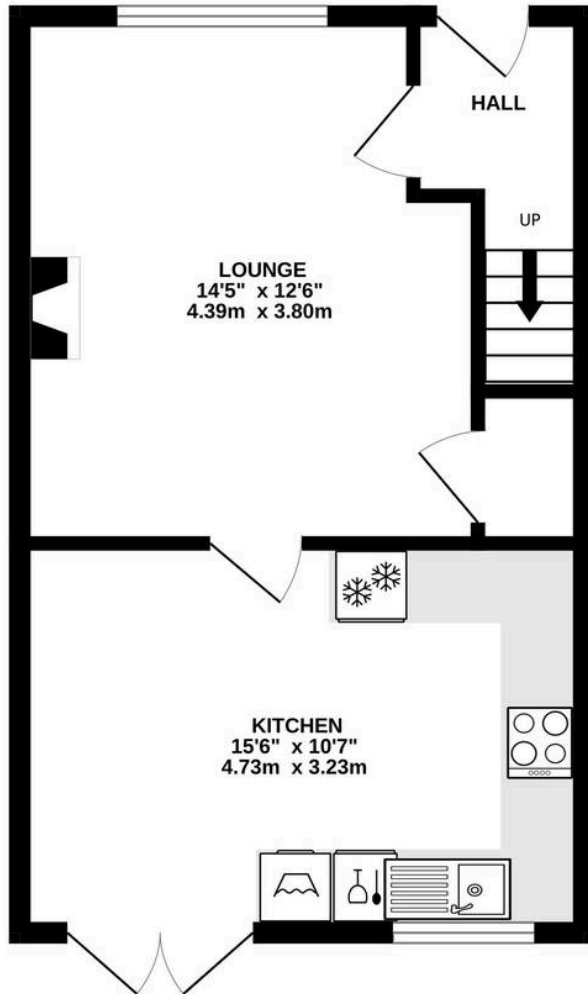 HALL
UP
LOUNGE
14'5" x 12'6"
4.39m x 3.80m
KITCHEN
15'6" x 10'7"
4.73m x 3.23m